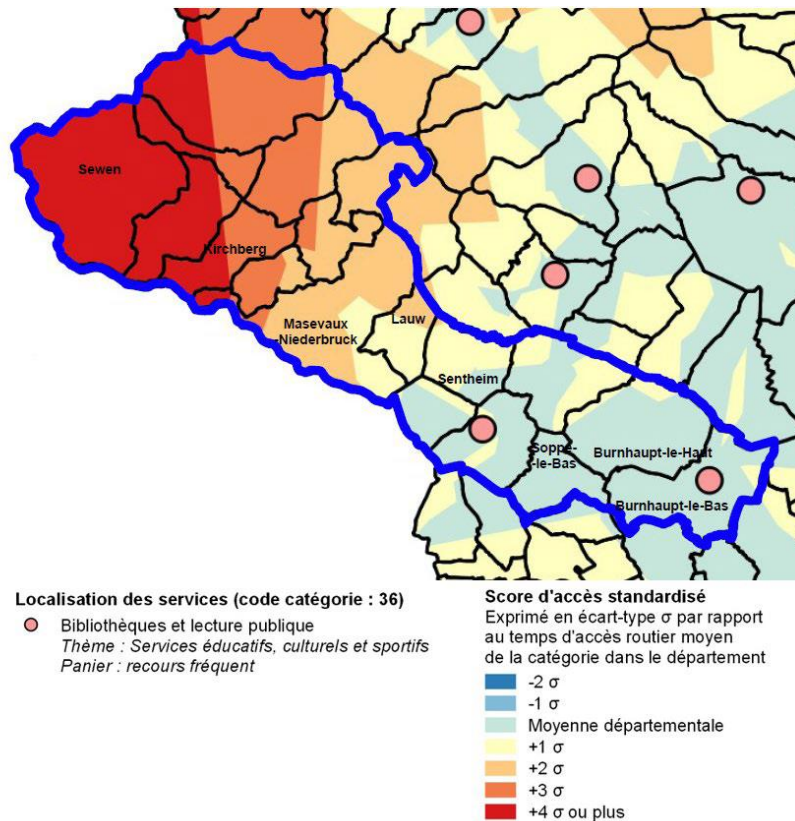 Sewen
Kirchberg
Masevaux
-Niederbruck
Lauw
Sentheim
Soppe-
-le-Bas
Burnhaupt-le-Haut
Burnhaupt-le-Bas
Localisation des services (code catégorie : 36)
Bibliothèques et lecture publique
Thème : Services éducatifs, culturels et sportifs
Panier : recours fréquent
Score d'accès standardisé
Exprimé en écart-type σ par rapport
au temps d'accès routier moyen
de la catégorie dans le département
-2 σ
-1 σ
Moyenne départementale
+1 σ
+2 σ
+3 σ
+4 σ ou plus